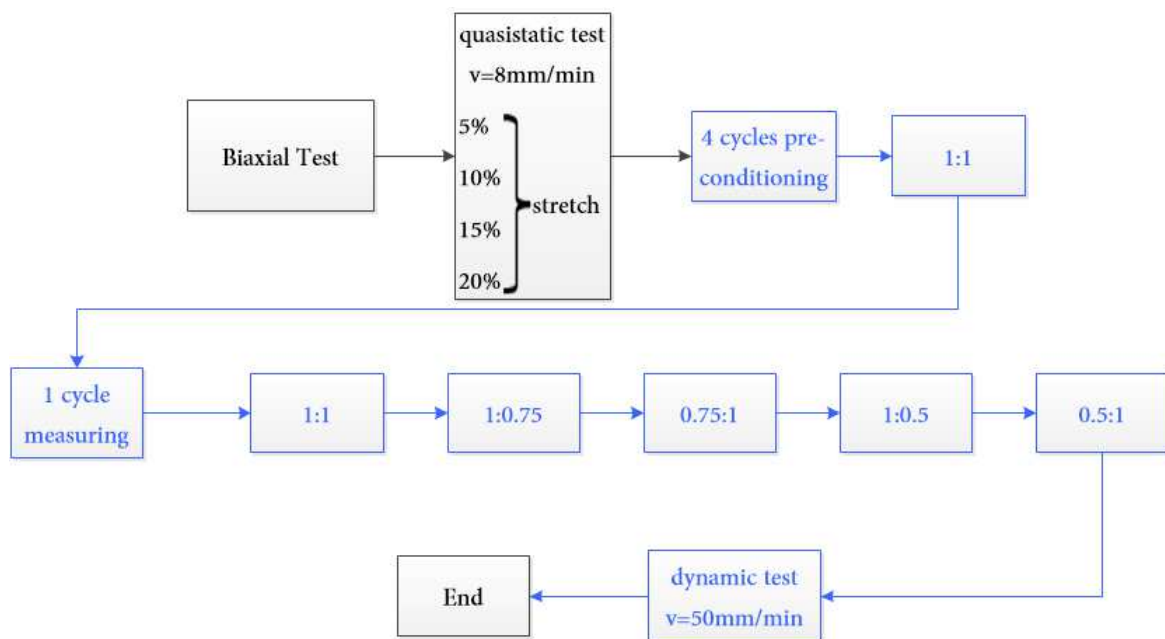 quasistatic test
v=8mm/min
5%
10%
15%
20%
stretch
Biaxial Test
4 cycles pre-
conditioning
1:1
1 cycle
measuring
1:1
1:0.75
0.75:1
1:0.5
0.5:1
dynamic test
v=50mm/min
End